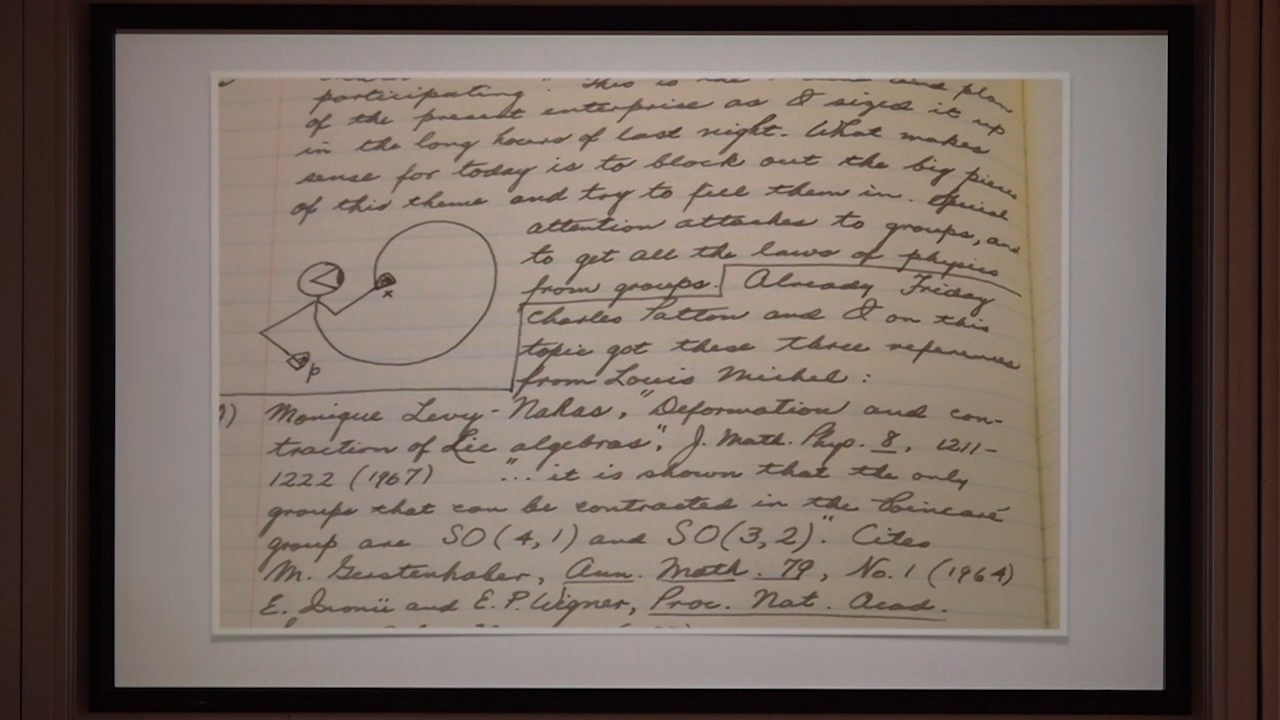 participating." This is the and plan
of the present enterprise as I sized it up
in the long hours of last night. What makes
sense for today is to block out the big pieces
of this theme and try to fill them in. Special
attention attaches to groups, and
to get all the laws of physics
from groups. Already Friday
Charles Patton and I on this
topic got these three references
from Louis Michel:
x
p
1) Monique Levy-Nahas, "Deformation and con-
traction of Lie algebras", J. Math. Phys. 8, 1211-
1222 (1967) "... it is shown that the only
groups that can be contracted in the Poincaré
group are SO(4,1) and SO(3,2)." Cites
M. Gerstenhaber, Ann. Math. 79, No. 1 (1964)
E. Inonü and E. P. Wigner, Proc. Nat. Acad.